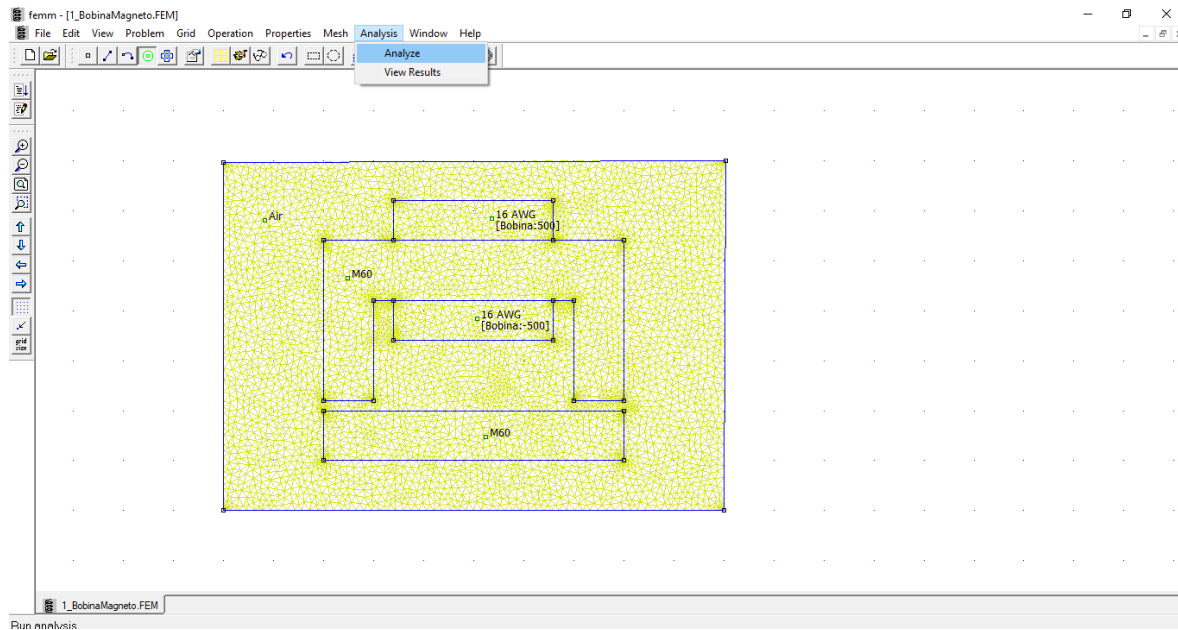 femm - [1_BobinaMagneto.FEM]
File Edit View Problem Grid Operation Properties Mesh Analysis Window Help
Analyze
View Results
Air
16 AWG
[Bobina:500]
M60
16 AWG
[Bobina:-500]
grid
size
M60
1_BobinaMagneto.FEM
Run analysis